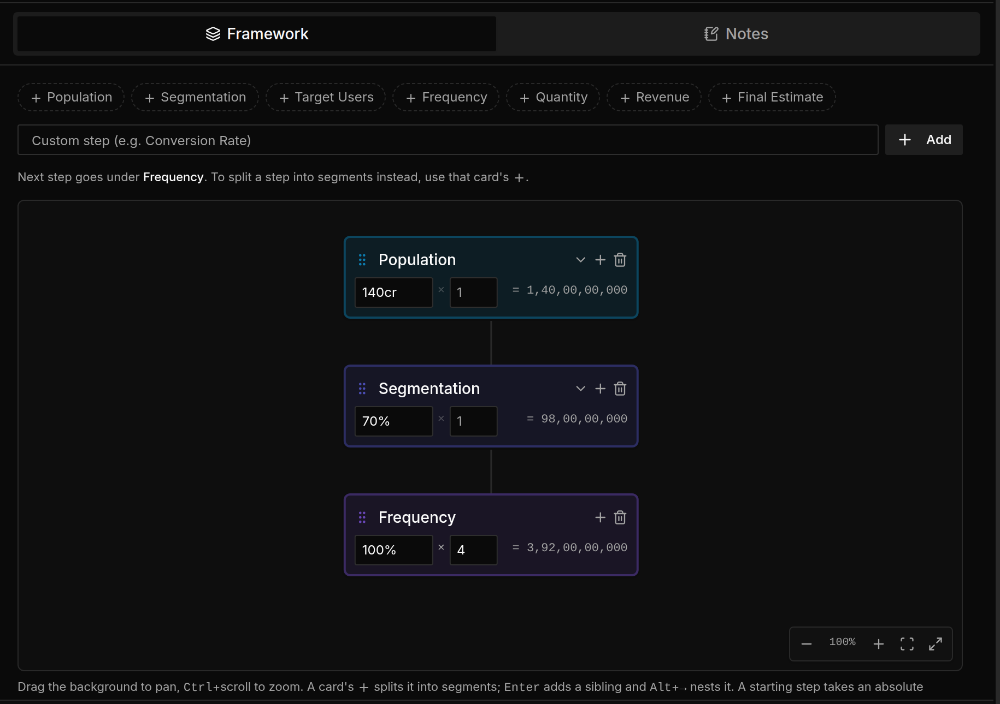 Framework
Notes
+ Population
+ Segmentation
+ Target Users
+ Frequency
+ Quantity
+ Revenue
+ Final Estimate
Custom step (e.g. Conversion Rate)
+ Add
Next step goes under Frequency. To split a step into segments instead, use that card's +.
Population
140cr × 1 = 1,40,00,00,000
Segmentation
70% × 1 = 98,00,00,000
Frequency
100% × 4 = 3,92,00,00,000
100%
Drag the background to pan, Ctrl+scroll to zoom. A card's + splits it into segments; Enter adds a sibling and Alt+→ nests it. A starting step takes an absolute